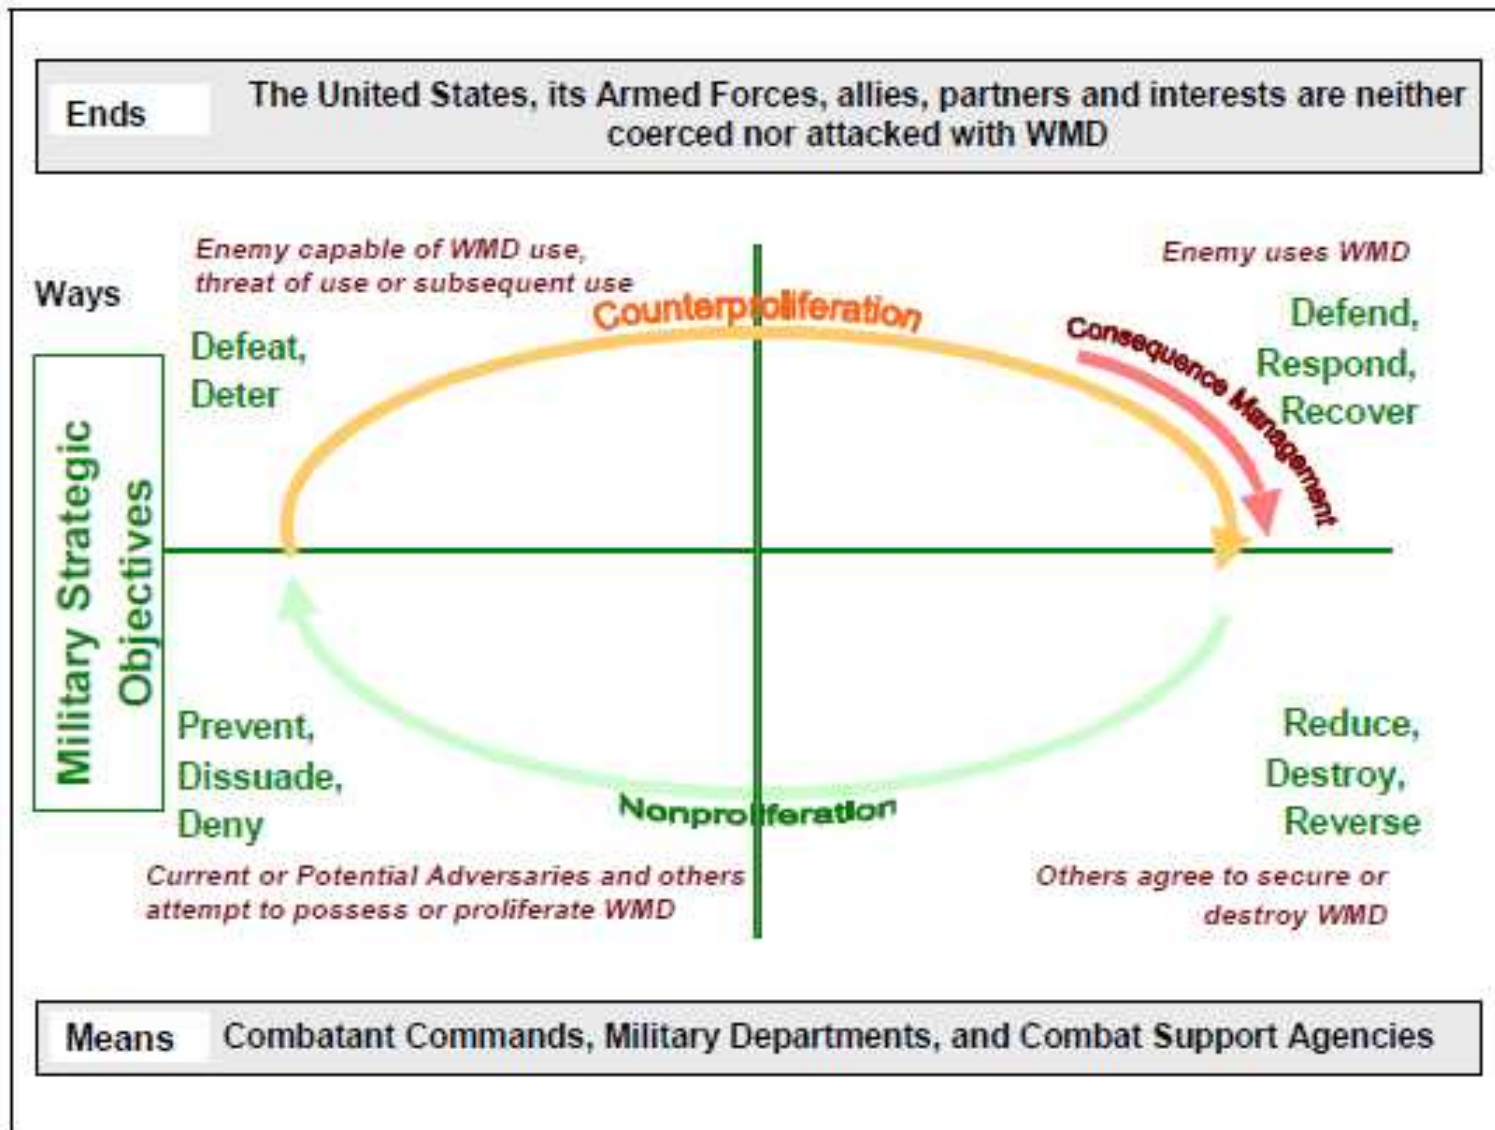 Ends
The United States, its Armed Forces, allies, partners and interests are neither
coerced nor attacked with WMD
Enemy capable of WMD use,
threat of use or subsequent use
Enemy uses WMD
Ways
Counterproliferation
Consequence Management
Defeat,
Deter
Defend,
Respond,
Recover
Military Strategic
Objectives
Prevent,
Dissuade,
Deny
Nonproliferation
Reduce,
Destroy,
Reverse
Current or Potential Adversaries and others
attempt to possess or proliferate WMD
Others agree to secure or
destroy WMD
Means
Combatant Commands, Military Departments, and Combat Support Agencies